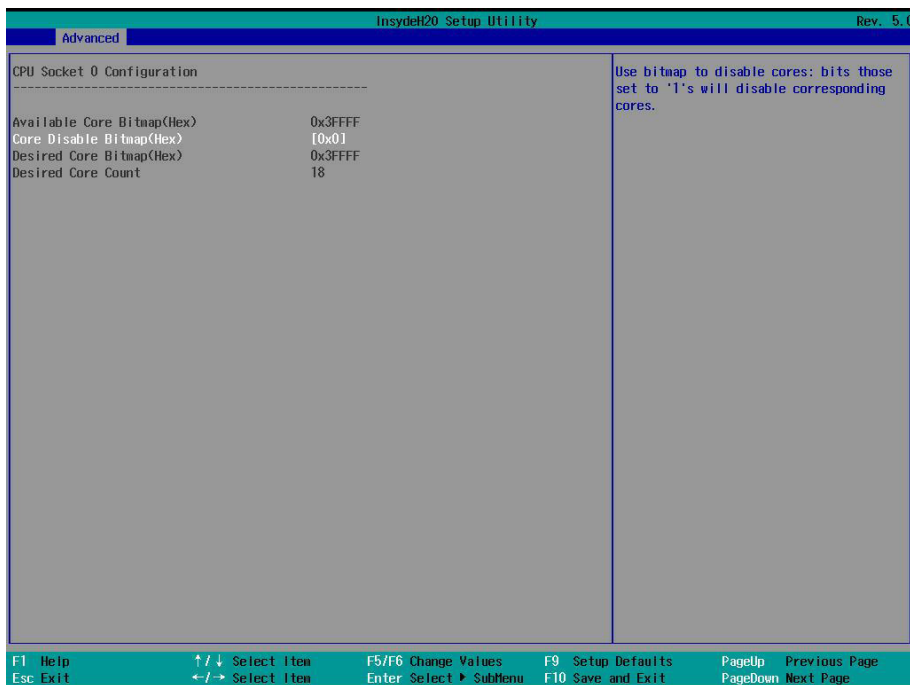 InsydeH2O Setup Utility Rev. 5.0
Advanced
CPU Socket 0 Configuration
--------------------------------------------------
Available Core Bitmap(Hex) 0x3FFFF
Core Disable Bitmap(Hex) [0x0]
Desired Core Bitmap(Hex) 0x3FFFF
Desired Core Count 18
Use bitmap to disable cores: bits those
set to '1's will disable corresponding
cores.
F1 Help ↑/↓ Select Item F5/F6 Change Values F9 Setup Defaults PageUp Previous Page
Esc Exit ←/→ Select Item Enter Select ▶ SubMenu F10 Save and Exit PageDown Next Page